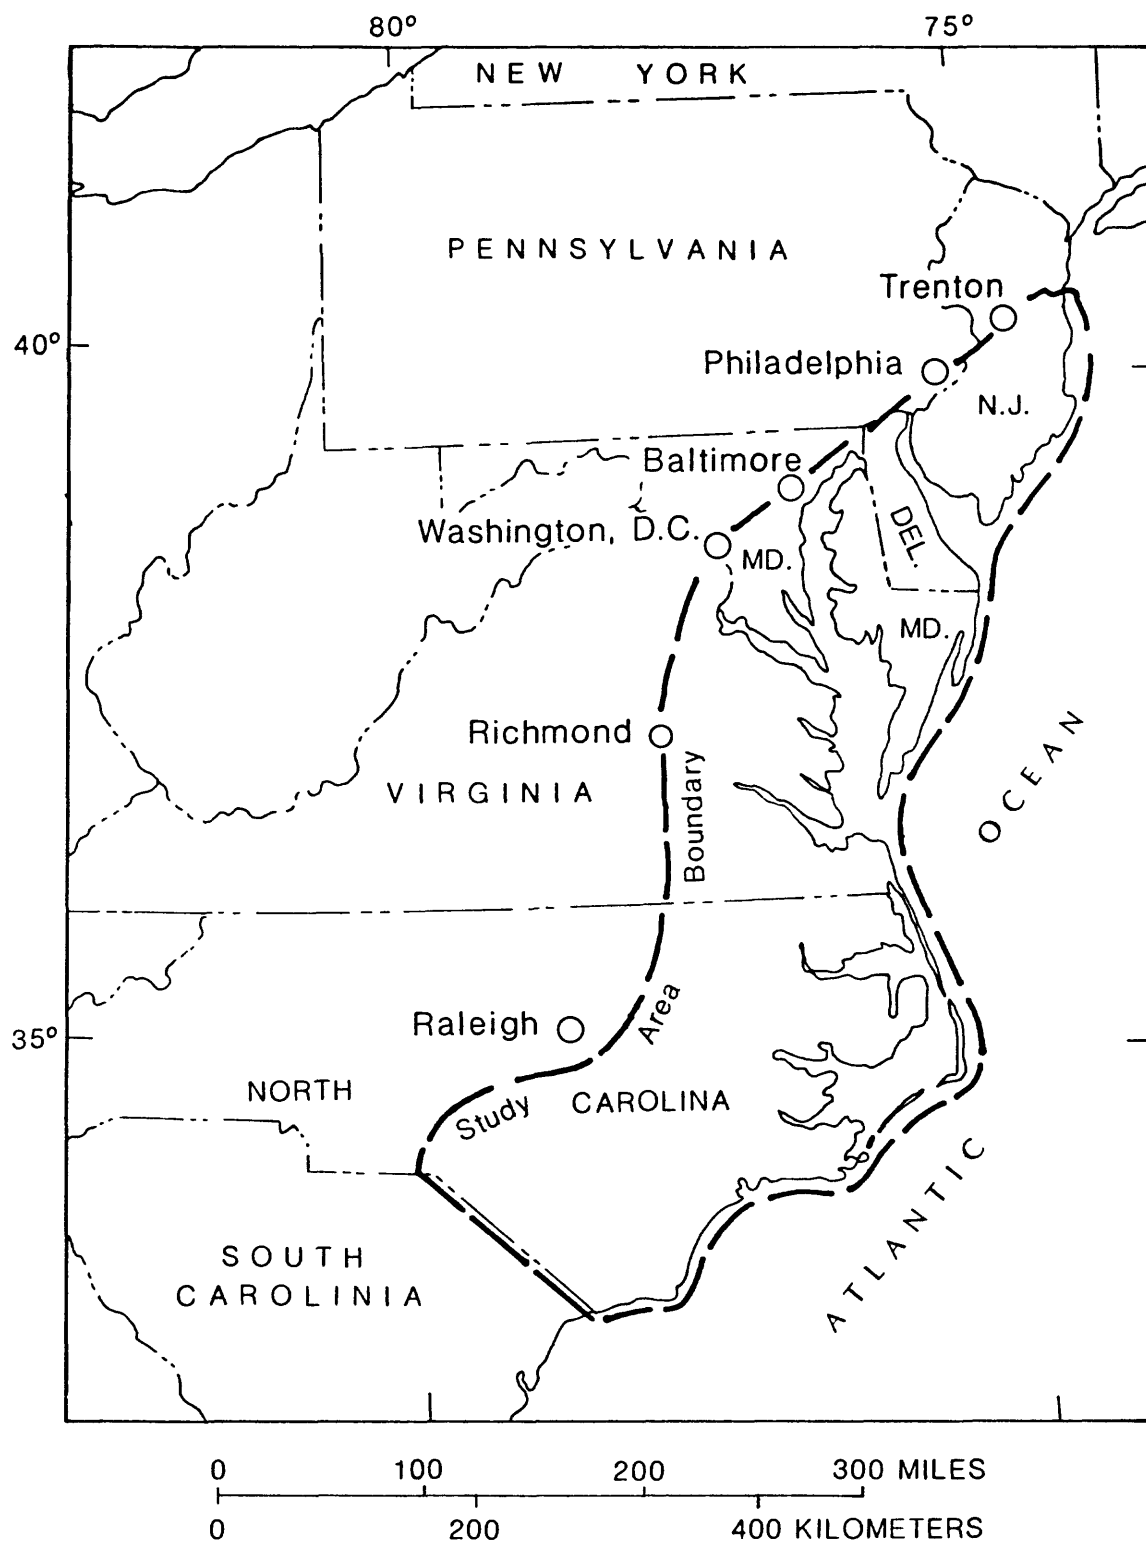 80° 75°
NEW YORK
PENNSYLVANIA
Trenton
40°
Philadelphia
N.J.
Baltimore
DEL.
Washington, D.C.
MD.
MD.
Richmond
OCEAN
VIRGINIA
Boundary
Area
Raleigh
35°
NORTH
CAROLINA
Study
ATLANTIC
SOUTH
CAROLINIA
0 100 200 300 MILES
0 200 400 KILOMETERS